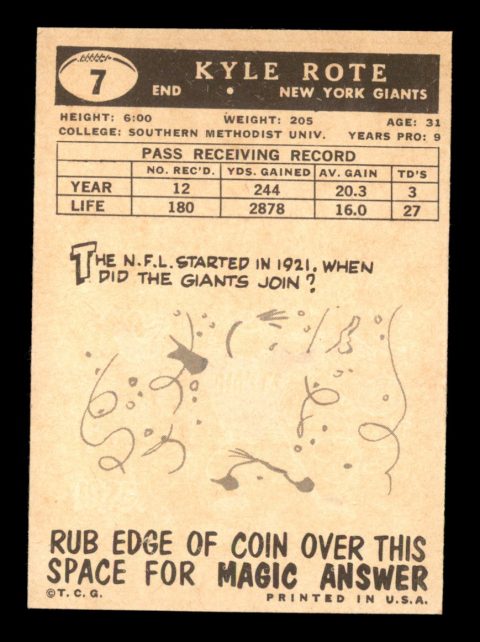 7
KYLE ROTE
END • NEW YORK GIANTS
HEIGHT: 6:00 WEIGHT: 205 AGE: 31
COLLEGE: SOUTHERN METHODIST UNIV. YEARS PRO: 9
PASS RECEIVING RECORD
NO. REC'D. YDS. GAINED AV. GAIN TD'S
YEAR 12 244 20.3 3
LIFE 180 2878 16.0 27
THE N.F.L. STARTED IN 1921. WHEN
DID THE GIANTS JOIN?
RUB EDGE OF COIN OVER THIS
SPACE FOR MAGIC ANSWER
©T.C.G. PRINTED IN U.S.A.